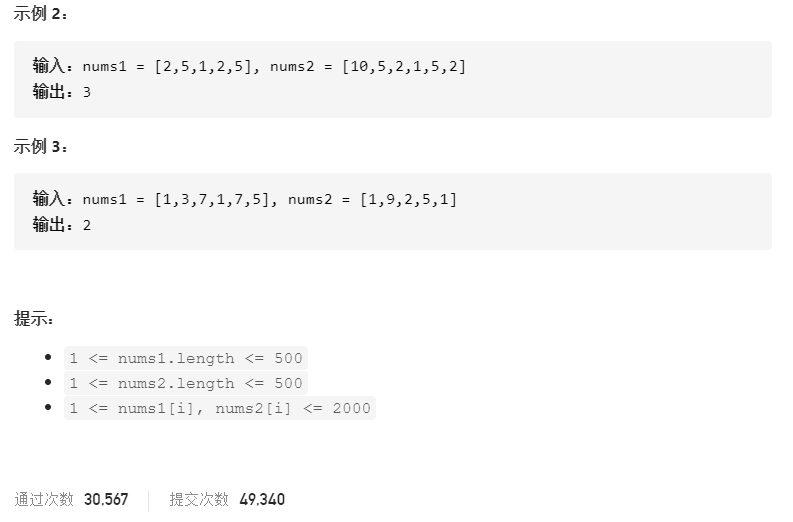 示例 2：
输入：nums1 = [2,5,1,2,5], nums2 = [10,5,2,1,5,2]
输出：3
示例 3：
输入：nums1 = [1,3,7,1,7,5], nums2 = [1,9,2,5,1]
输出：2
提示：
1 <= nums1.length <= 500
1 <= nums2.length <= 500
1 <= nums1[i], nums2[i] <= 2000
通过次数 30,567 提交次数 49,340